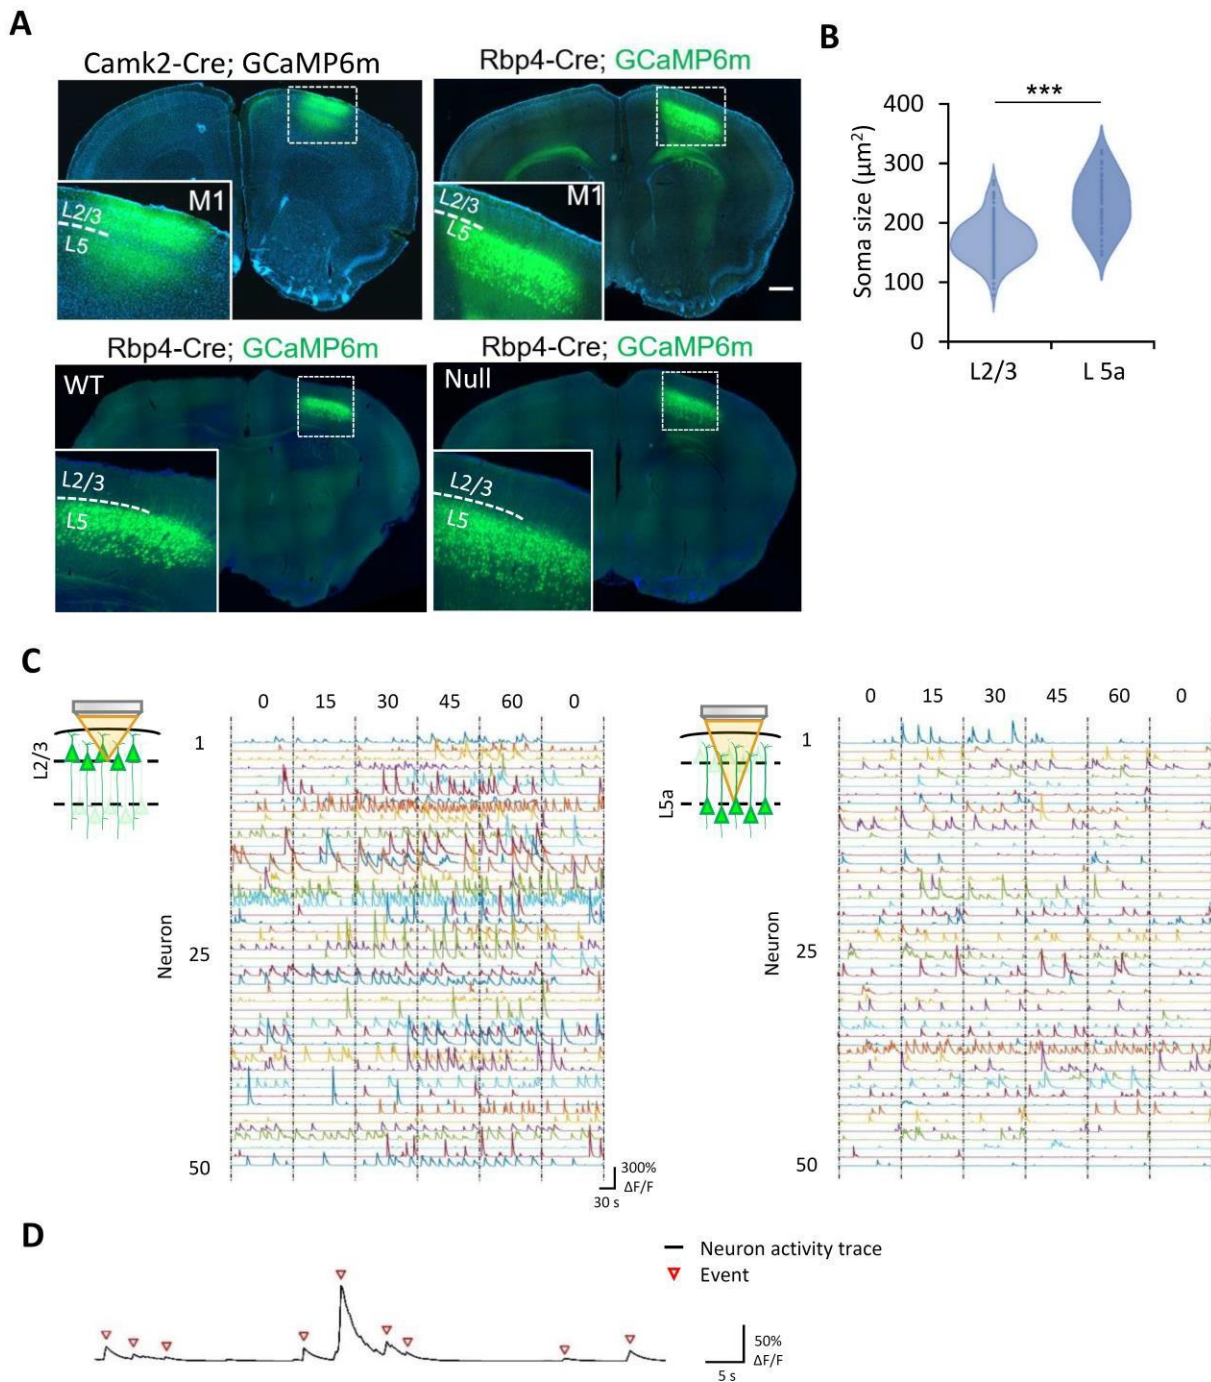 A
Camk2-Cre; GCaMP6m
Rbp4-Cre; GCaMP6m
M1
L2/3
L5
M1
L2/3
L5
Rbp4-Cre; GCaMP6m
Rbp4-Cre; GCaMP6m
WT
L2/3
L5
Null
L2/3
L5
B
***
Soma size (µm²)
400
300
200
100
0
L2/3
L 5a
C
L2/3
0 15 30 45 60 0
1
Neuron
25
50
300%
ΔF/F
30 s
L5a
0 15 30 45 60 0
1
Neuron
25
50
D
Neuron activity trace
Event
50%
ΔF/F
5 s